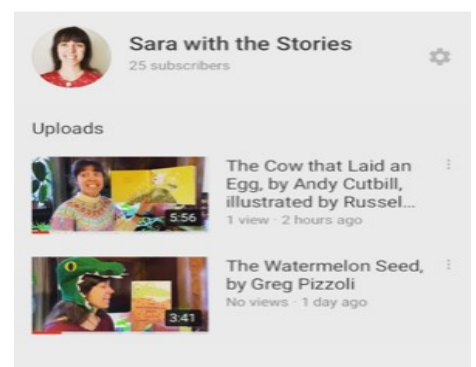 Sara with the Stories
25 subscribers
Uploads
5:56
The Cow that Laid an
Egg, by Andy Cutbill,
illustrated by Russel...
1 view · 2 hours ago
3:41
The Watermelon Seed,
by Greg Pizzoli
No views · 1 day ago